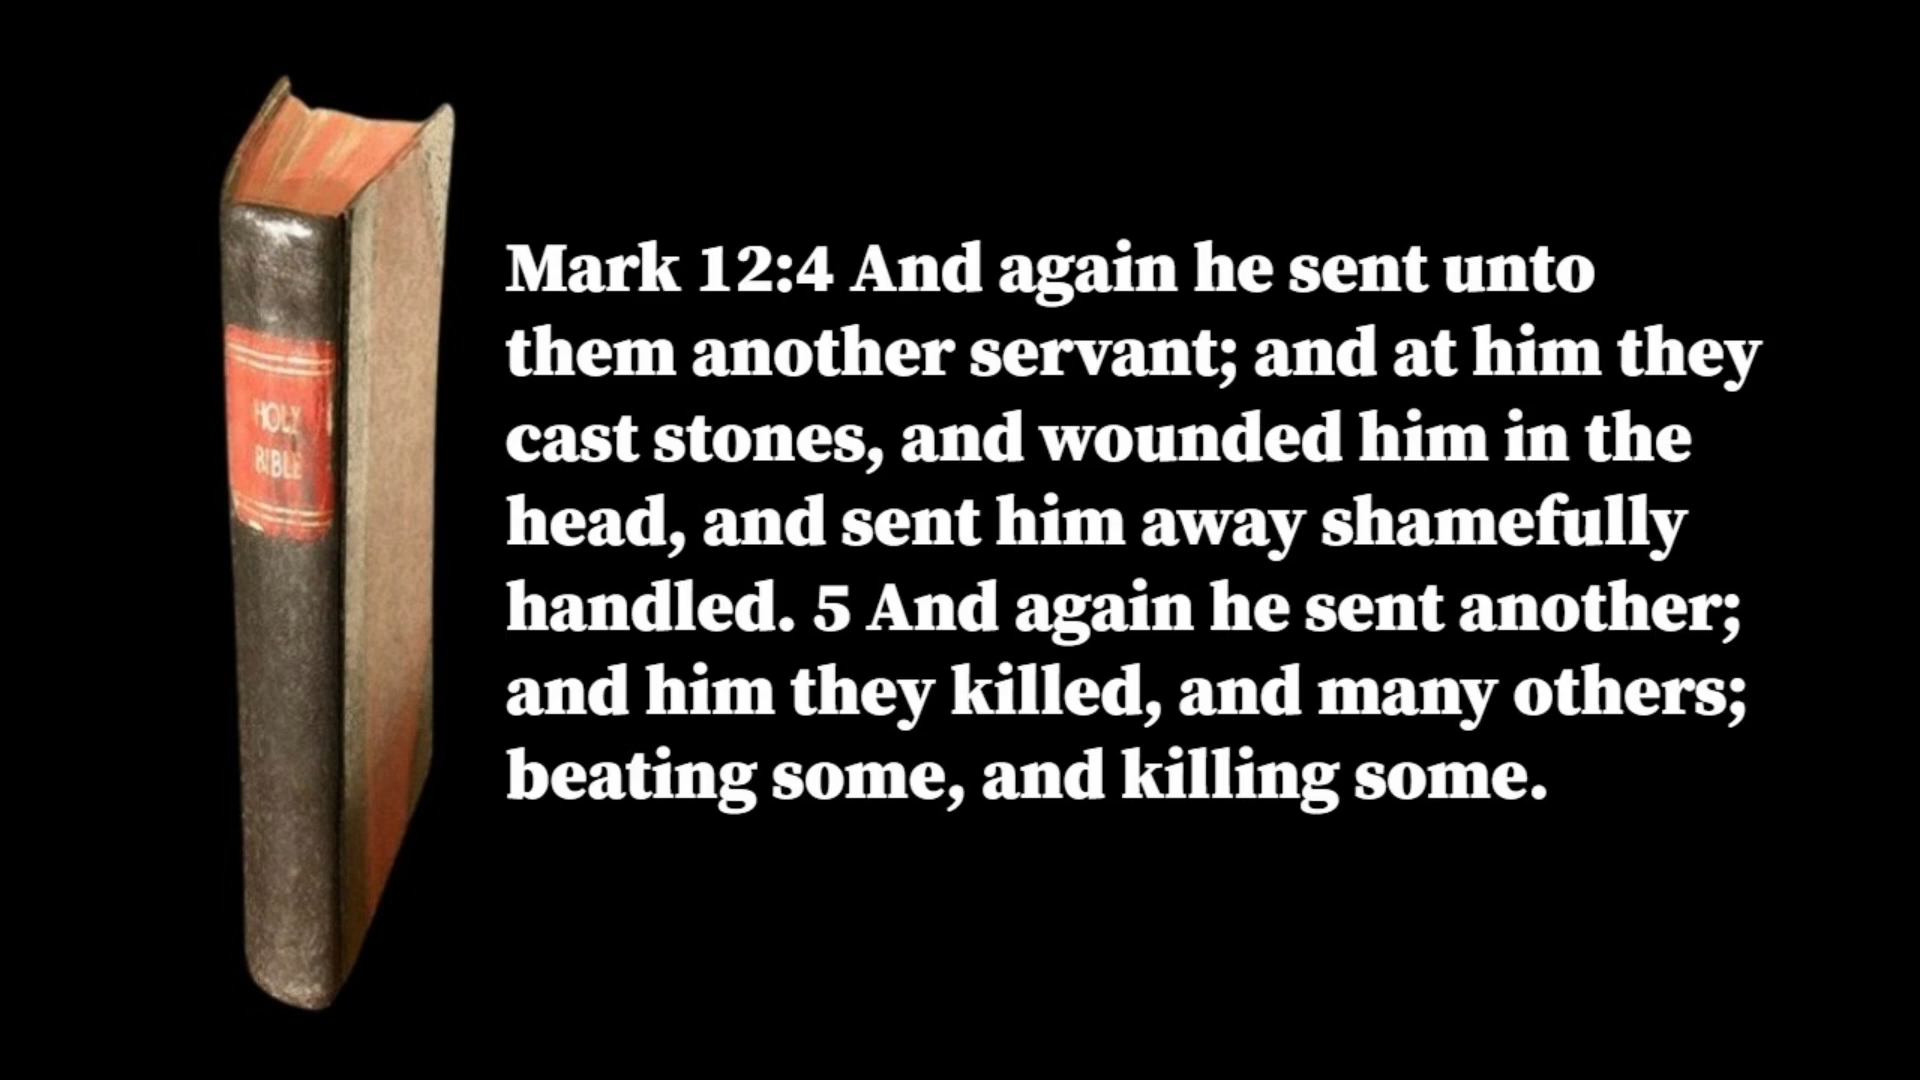 HOLY
BIBLE
Mark 12:4 And again he sent unto
them another servant; and at him they
cast stones, and wounded him in the
head, and sent him away shamefully
handled. 5 And again he sent another;
and him they killed, and many others;
beating some, and killing some.